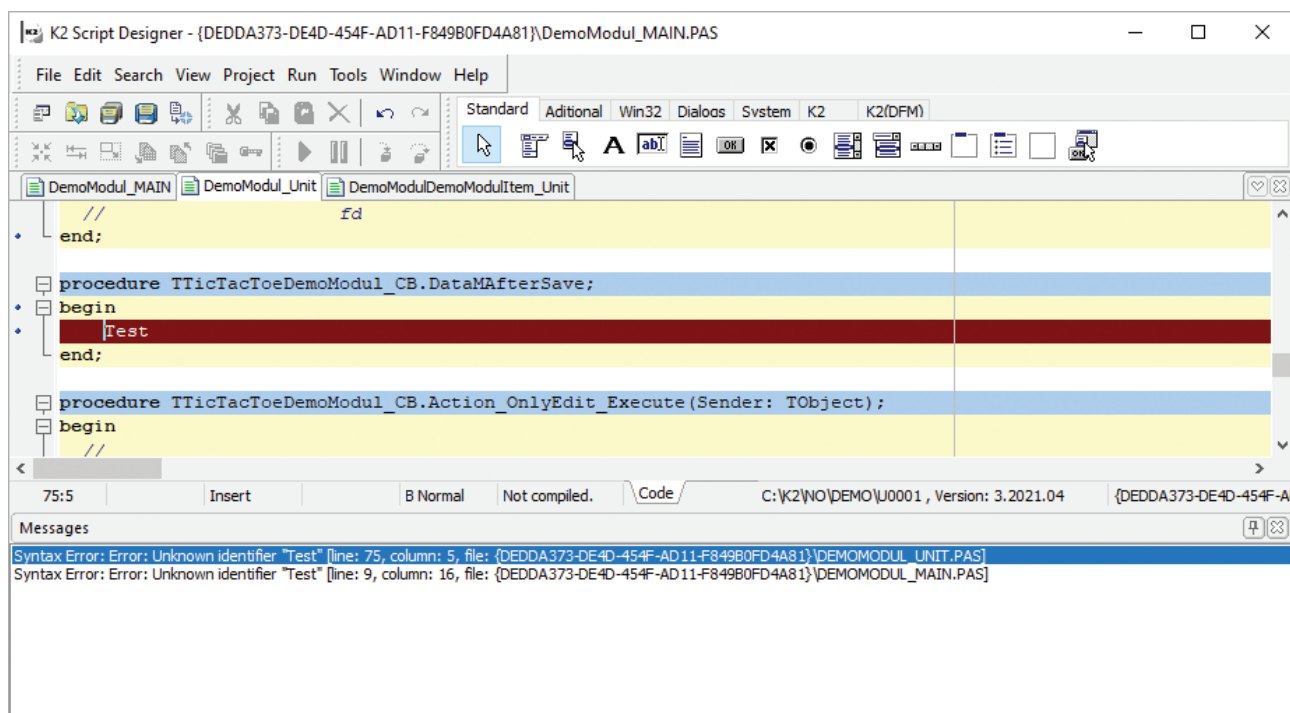 K2 Script Designer - {DEDDA373-DE4D-454F-AD11-F849B0FD4A81}\DemoModul_MAIN.PAS
File Edit Search View Project Run Tools Window Help
Standard Aditional Win32 Dialogs System K2 K2(DFM)
A ab OK
DemoModul_MAIN DemoModul_Unit DemoModulDemoModulItem_Unit
// fd
end;
procedure TTicTacToeDemoModul_CB.DataMAfterSave;
begin
Test
end;
procedure TTicTacToeDemoModul_CB.Action_OnlyEdit_Execute(Sender: TObject);
begin
//
75:5 Insert B Normal Not compiled. Code C:\K2\NO\DEMO\U0001 , Version: 3.2021.04 {DEDDA373-DE4D-454F-A
Messages
Syntax Error: Error: Unknown identifier "Test" [line: 75, column: 5, file: {DEDDA373-DE4D-454F-AD11-F849B0FD4A81}\DEMOMODUL_UNIT.PAS]
Syntax Error: Error: Unknown identifier "Test" [line: 9, column: 16, file: {DEDDA373-DE4D-454F-AD11-F849B0FD4A81}\DEMOMODUL_MAIN.PAS]